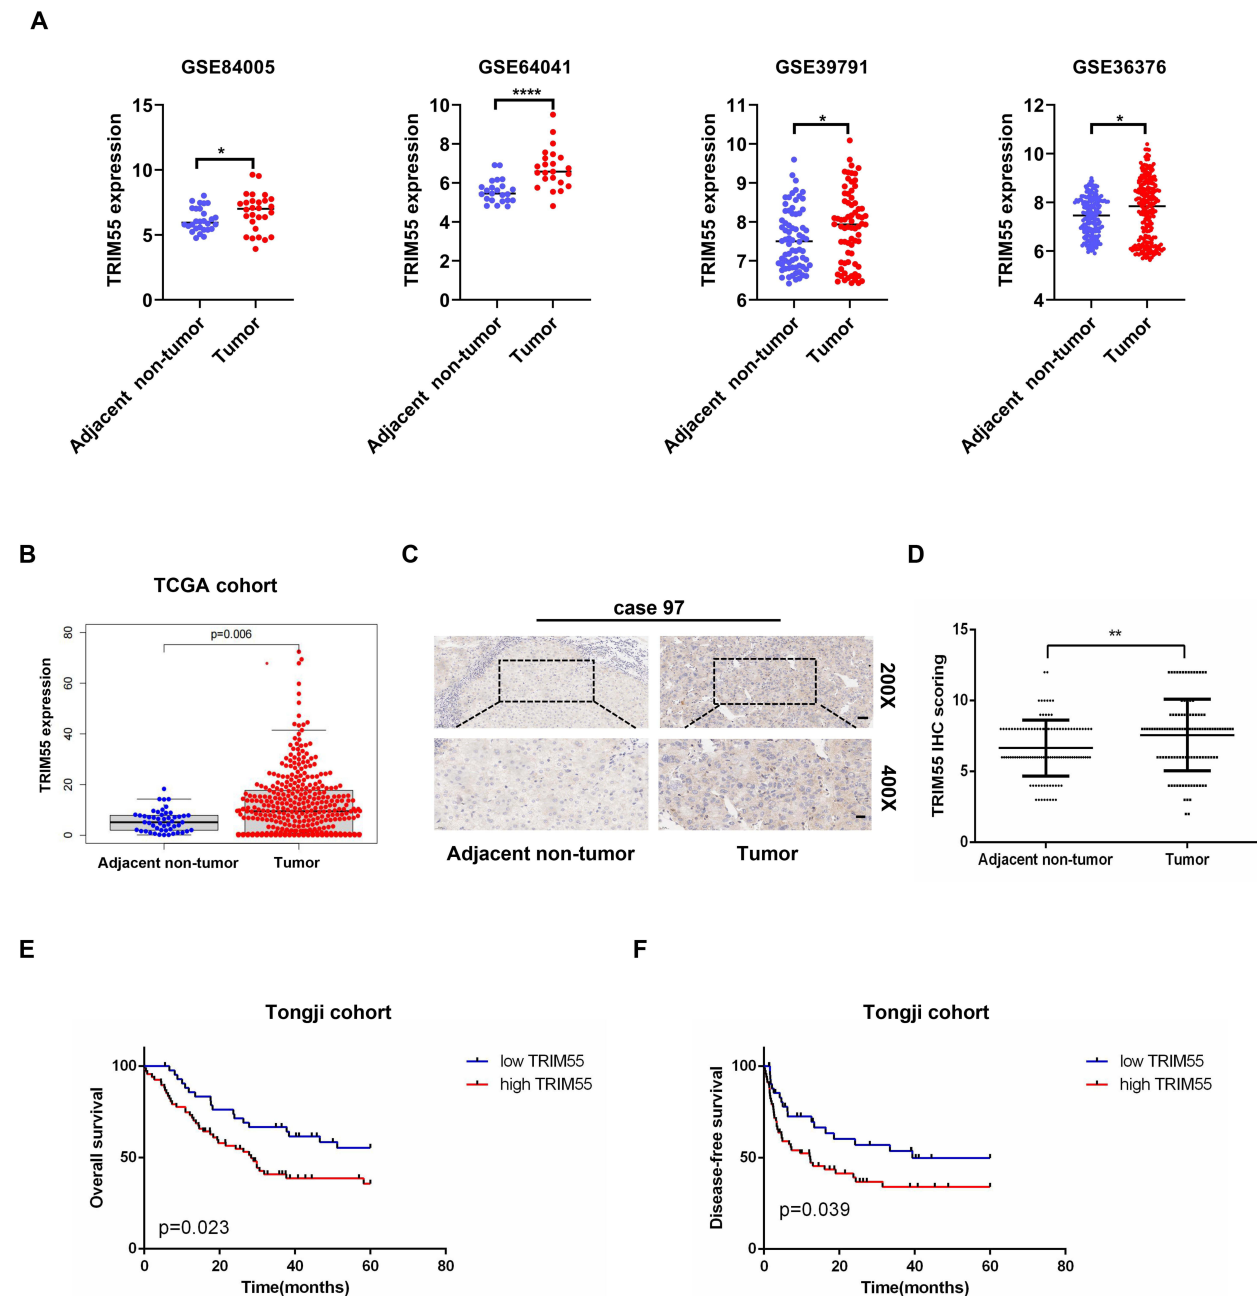 A
GSE84005
GSE64041
GSE39791
GSE36376
TRIM55 expression
15
10
5
0
*
Adjacent non-tumor
Tumor
TRIM55 expression
10
8
6
4
2
0
****
Adjacent non-tumor
Tumor
TRIM55 expression
11
10
9
8
7
6
*
Adjacent non-tumor
Tumor
TRIM55 expression
12
10
8
6
4
*
Adjacent non-tumor
Tumor
B
TCGA cohort
TRIM55 expression
80
60
40
20
0
p=0.006
Adjacent non-tumor
Tumor
C
case 97
200X
400X
Adjacent non-tumor
Tumor
D
TRIM55 IHC scoring
15
10
5
0
**
Adjacent non-tumor
Tumor
E
Tongji cohort
Overall survival
100
50
0
low TRIM55
high TRIM55
p=0.023
0 20 40 60 80
Time(months)
F
Tongji cohort
Disease-free survival
100
50
0
low TRIM55
high TRIM55
p=0.039
0 20 40 60 80
Time(months)